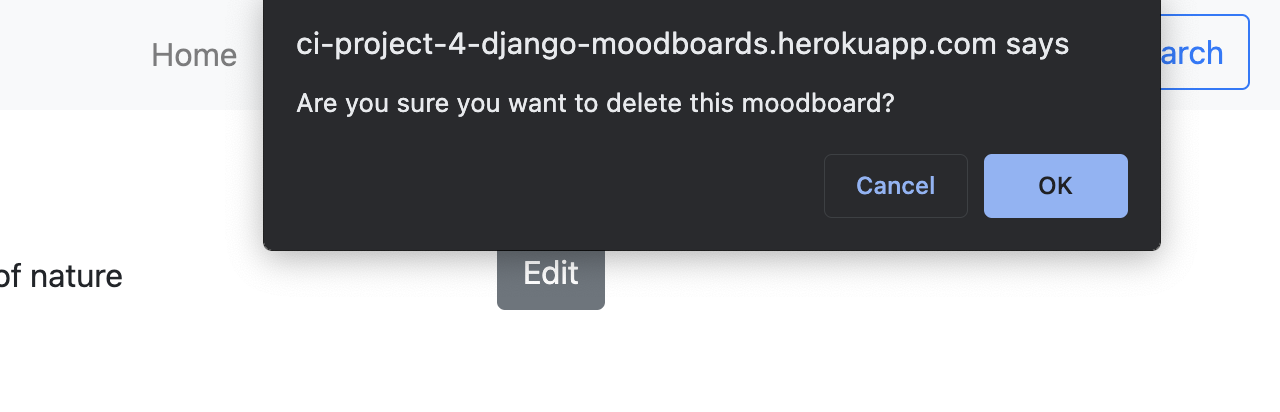 Home
ci-project-4-django-moodboards.herokuapp.com says
arch
Are you sure you want to delete this moodboard?
Cancel
OK
of nature
Edit